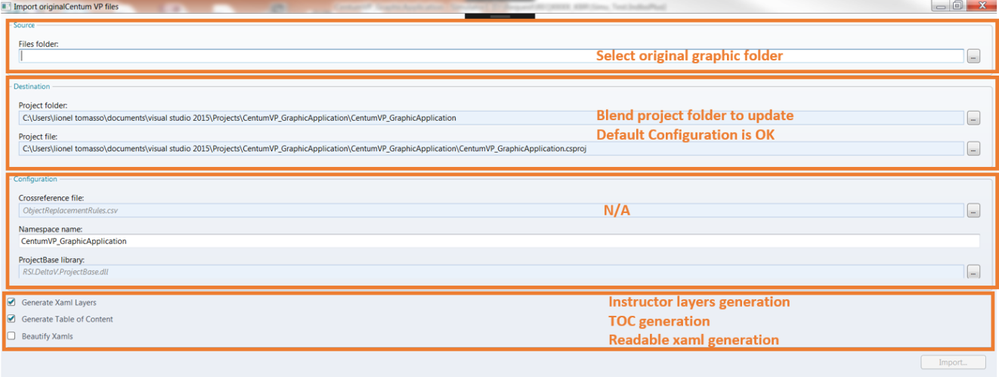 Import originalCentum VP files
Source
Files folder:
Select original graphic folder
...
Destination
Project folder:
C:\Users\lionel tomasso\documents\visual studio 2015\Projects\CentumVP_GraphicApplication\CentumVP_GraphicApplication
Blend project folder to update
...
Default Configuration is OK
Project file:
C:\Users\lionel tomasso\documents\visual studio 2015\Projects\CentumVP_GraphicApplication\CentumVP_GraphicApplication\CentumVP_GraphicApplication.csproj
...
Configuration
Crossreference file:
ObjectReplacementRules.csv
N/A
...
Namespace name:
CentumVP_GraphicApplication
ProjectBase library:
RSI.DeltaV.ProjectBase.dll
...
Generate Xaml Layers
Instructor layers generation
Generate Table of Content
TOC generation
Beautify Xamls
Readable xaml generation
Import...